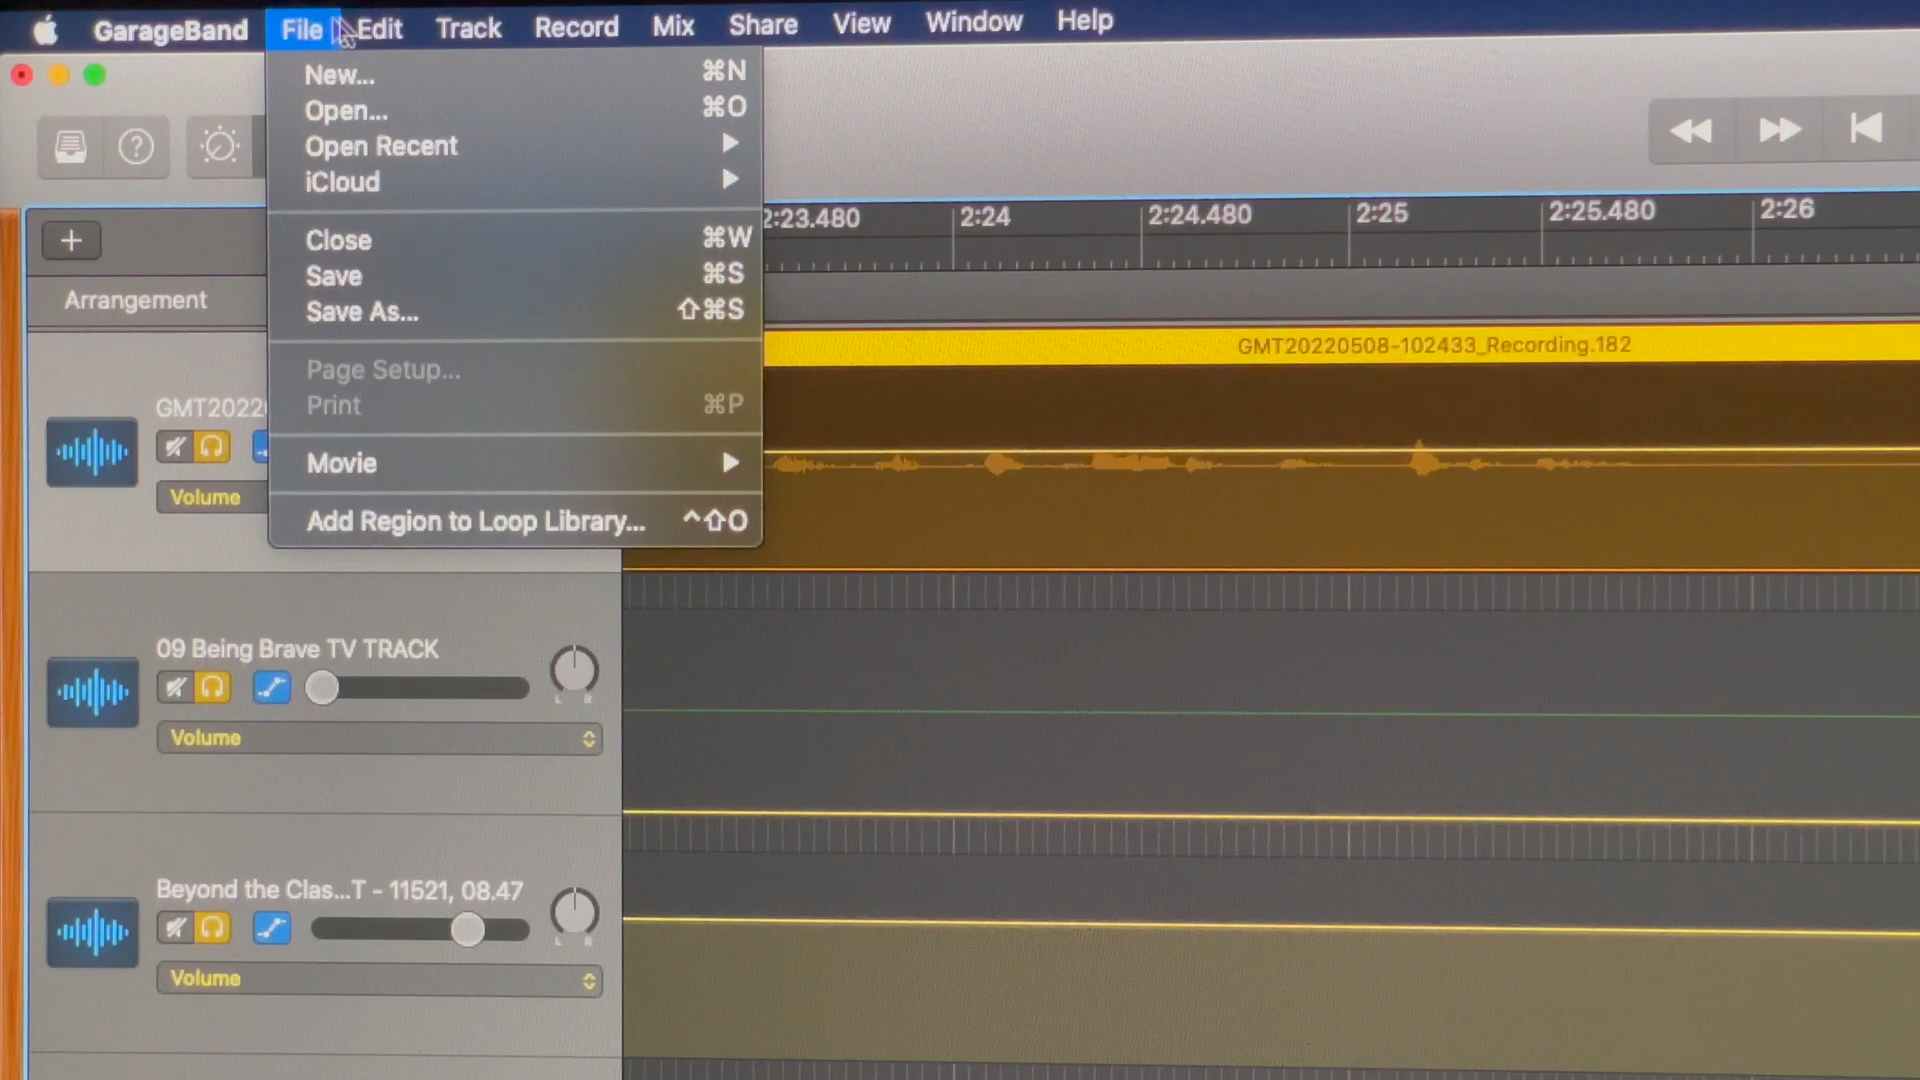 GarageBand File Edit Track Record Mix Share View Window Help
New... ⌘N
Open... ⌘O
Open Recent
iCloud
Close ⌘W
Save ⌘S
Save As... ⇧⌘S
Page Setup...
Print ⌘P
Movie
Add Region to Loop Library... ^⇧O
2:23.480 2:24 2:24.480 2:25 2:25.480 2:26
Arrangement
GMT20220508-102433_Recording.182
GMT2022
Volume
09 Being Brave TV TRACK
L R
Volume
Beyond the Clas...T - 11521, 08.47
L R
Volume